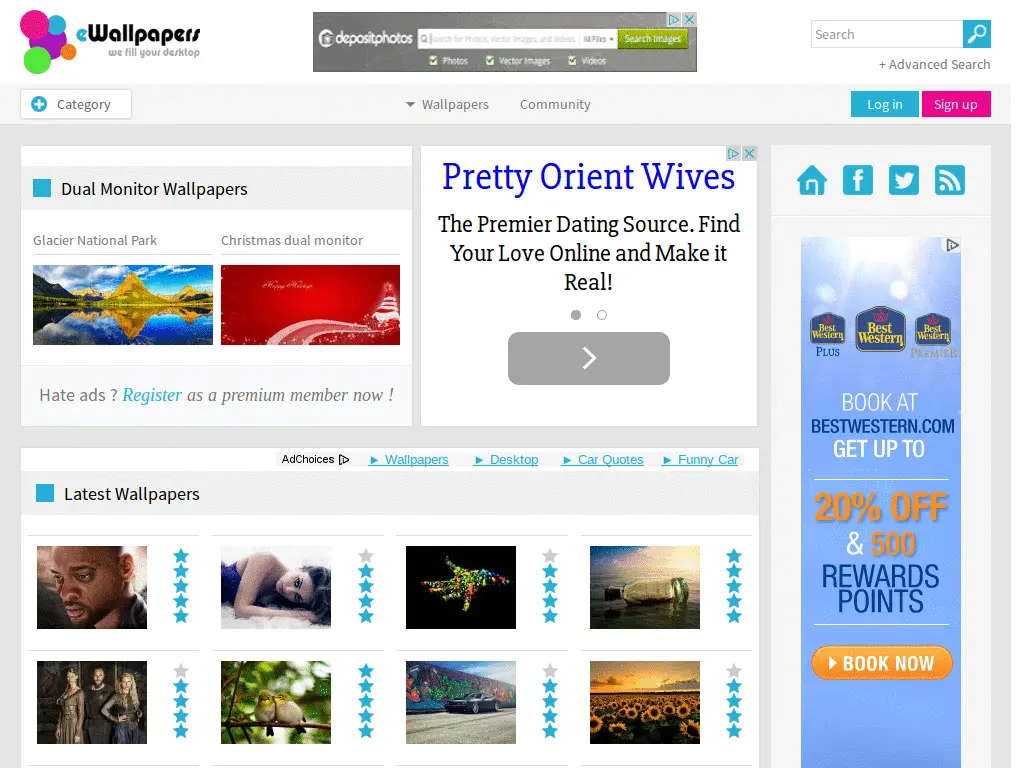 eWallpapers
we fill your desktop
depositphotos
Search for Photos, Vector Images, and Videos
All Files
Search Images
Photos
Vector Images
Videos
Search
+ Advanced Search
Category
Wallpapers
Community
Log in
Sign up
Dual Monitor Wallpapers
Glacier National Park
Christmas dual monitor
Happy Holidays
Hate ads ? Register as a premium member now !
Pretty Orient Wives
The Premier Dating Source. Find
Your Love Online and Make it
Real!
AdChoices
► Wallpapers
► Desktop
► Car Quotes
► Funny Car
Latest Wallpapers
Best Western
PLUS
Best Western
Best Western
PREMIER
BOOK AT
BESTWESTERN.COM
GET UP TO
20% OFF
& 500
REWARDS
POINTS
BOOK NOW